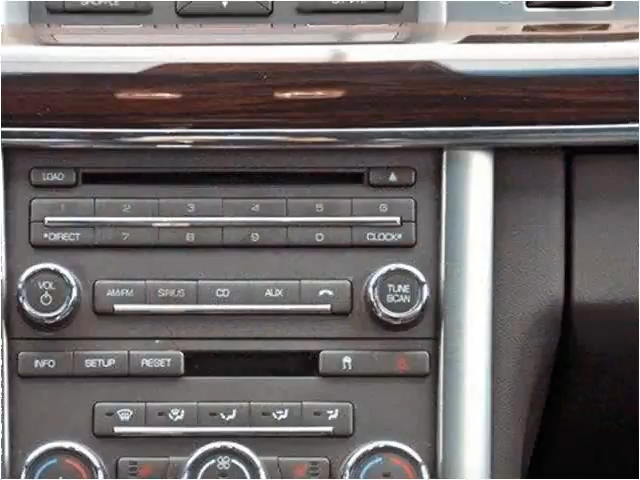 SHUFFLE
LOAD
1 2 3 4 5 6
*DIRECT 7 8 9 0 CLOCK#
VOL
AM/FM SIRIUS CD AUX
TUNE
SCAN
INFO SETUP RESET